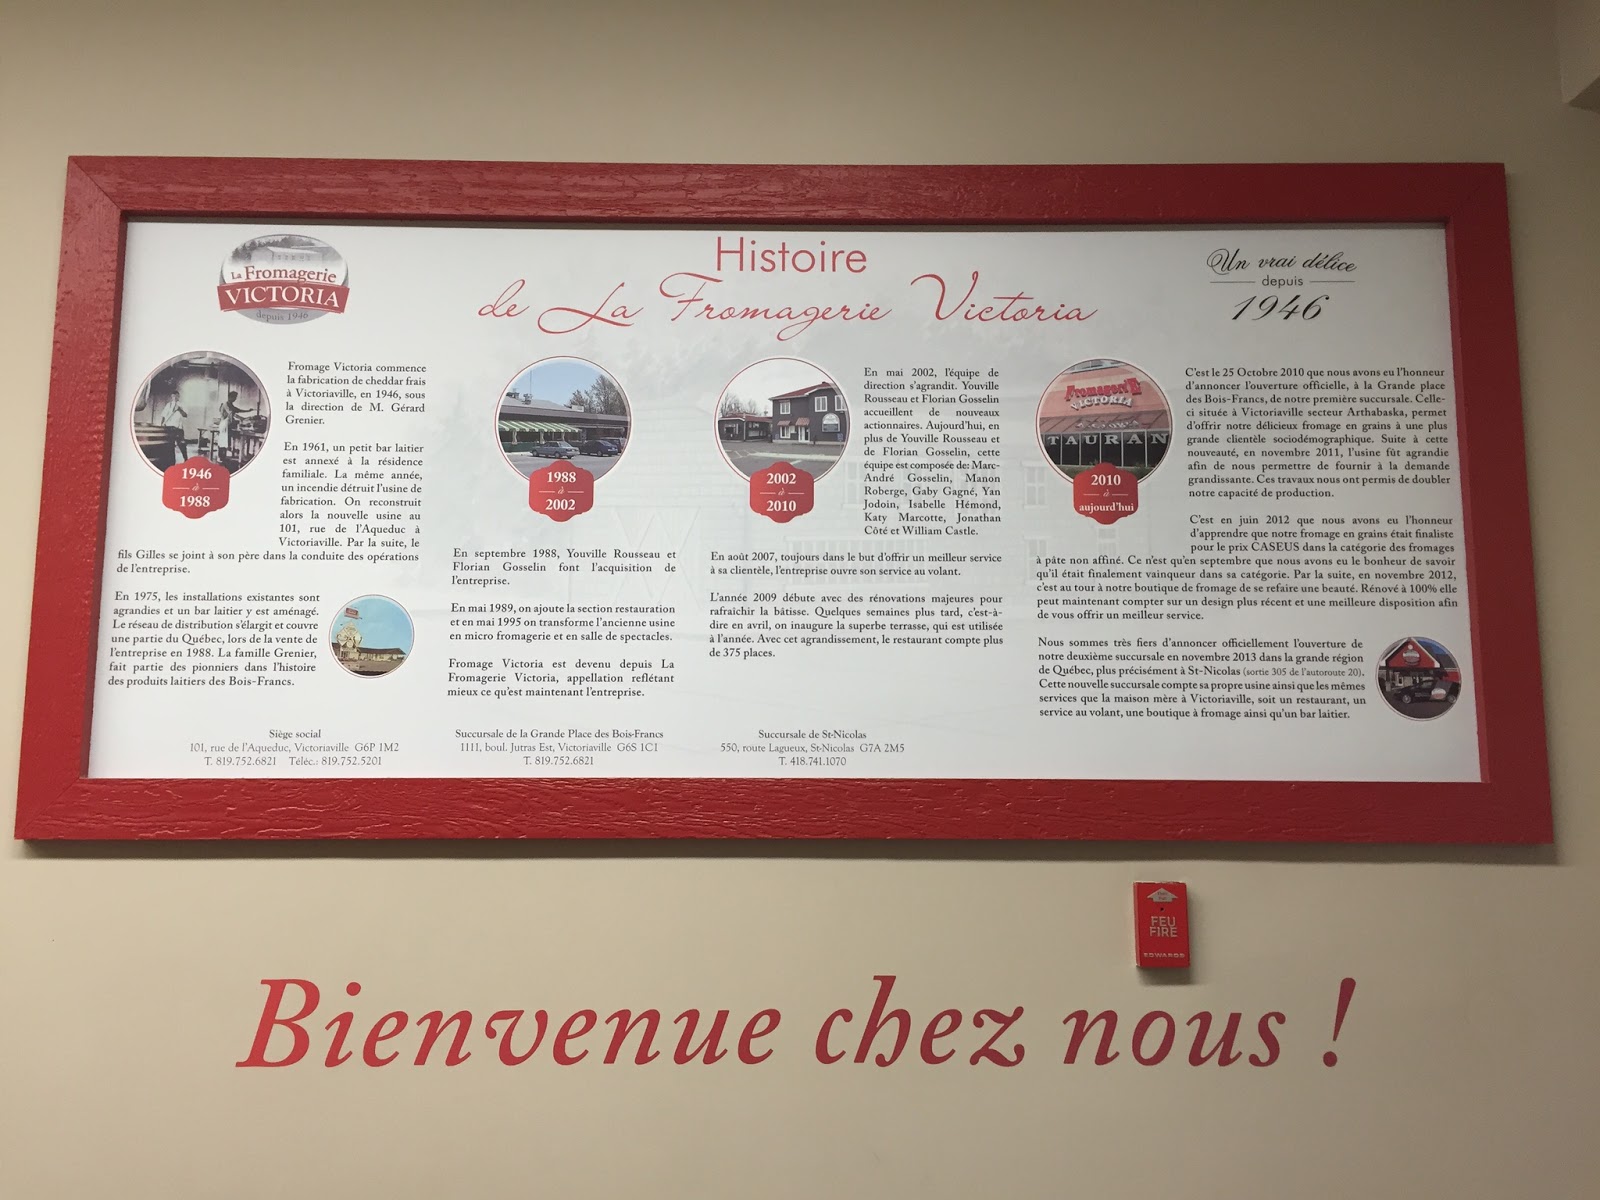 La Fromagerie
VICTORIA
depuis 1946
Histoire
de La Fromagerie Victoria
Un vrai délice
depuis
1946
1946
à
1988
Fromage Victoria commence
la fabrication de cheddar frais
à Victoriaville, en 1946, sous
la direction de M. Gérard
Grenier.
En 1961, un petit bar laitier
est annexé à la résidence
familiale. La même année,
un incendie détruit l'usine de
fabrication. On reconstruit
alors la nouvelle usine au
101, rue de l'Aqueduc à
Victoriaville. Par la suite, le
fils Gilles se joint à son père dans la conduite des opérations
de l'entreprise.
En 1975, les installations existantes sont
agrandies et un bar laitier y est aménagé.
Le réseau de distribution s'élargit et couvre
une partie du Québec, lors de la vente de
l'entreprise en 1988. La famille Grenier,
fait partie des pionniers dans l'histoire
des produits laitiers des Bois-Francs.
1988
à
2002
En septembre 1988, Youville Rousseau et
Florian Gosselin font l'acquisition de
l'entreprise.
En mai 1989, on ajoute la section restauration
et en mai 1995 on transforme l'ancienne usine
en micro fromagerie et en salle de spectacles.
Fromage Victoria est devenu depuis La
Fromagerie Victoria, appellation reflétant
mieux ce qu'est maintenant l'entreprise.
2002
à
2010
En mai 2002, l'équipe de
direction s'agrandit. Youville
Rousseau et Florian Gosselin
accueillent de nouveaux
actionnaires. Aujourd'hui, en
plus de Youville Rousseau et
de Florian Gosselin, cette
équipe est composée de: Marc-
André Gosselin, Manon
Roberge, Gaby Gagné, Yan
Jodoin, Isabelle Hémond,
Katy Marcotte, Jonathan
Côté et William Castle.
En août 2007, toujours dans le but d'offrir un meilleur service
à sa clientèle, l'entreprise ouvre son service au volant.
L'année 2009 débute avec des rénovations majeures pour
rafraîchir la bâtisse. Quelques semaines plus tard, c'est-à-
dire en avril, on inaugure la superbe terrasse, qui est utilisée
à l'année. Avec cet agrandissement, le restaurant compte plus
de 375 places.
FromagerIE
VICTORIA
TAURAN
2010
à
aujourd'hui
C'est le 25 Octobre 2010 que nous avons eu l'honneur
d'annoncer l'ouverture officielle, à la Grande place
des Bois-Francs, de notre première succursale. Celle-
ci située à Victoriaville secteur Arthabaska, permet
d'offrir notre délicieux fromage en grains à une plus
grande clientèle sociodémographique. Suite à cette
nouveauté, en novembre 2011, l'usine fût agrandie
afin de nous permettre de fournir à la demande
grandissante. Ces travaux nous ont permis de doubler
notre capacité de production.
C'est en juin 2012 que nous avons eu l'honneur
d'apprendre que notre fromage en grains était finaliste
pour le prix CASEUS dans la catégorie des fromages
à pâte non affiné. Ce n'est qu'en septembre que nous avons eu le bonheur de savoir
qu'il était finalement vainqueur dans sa catégorie. Par la suite, en novembre 2012,
c'est au tour à notre boutique de fromage de se refaire une beauté. Rénové à 100% elle
peut maintenant compter sur un design plus récent et une meilleure disposition afin
de vous offrir un meilleur service.
Nous sommes très fiers d'annoncer officiellement l'ouverture de
notre deuxième succursale en novembre 2013 dans la grande région
de Québec, plus précisément à St-Nicolas (sortie 305 de l'autoroute 20).
Cette nouvelle succursale compte sa propre usine ainsi que les mêmes
services que la maison mère à Victoriaville, soit un restaurant, un
service au volant, une boutique à fromage ainsi qu'un bar laitier.
Siège social
101, rue de l'Aqueduc, Victoriaville G6P 1M2
T. 819.752.6821 Téléc.: 819.752.5201
Succursale de la Grande Place des Bois-Francs
1111, boul. Jutras Est, Victoriaville G6S 1C1
T. 819.752.6821
Succursale de St-Nicolas
550, route Lagueux, St-Nicolas G7A 2M5
T. 418.741.1070
FEU
FIRE
EDWARDS
Bienvenue chez nous !